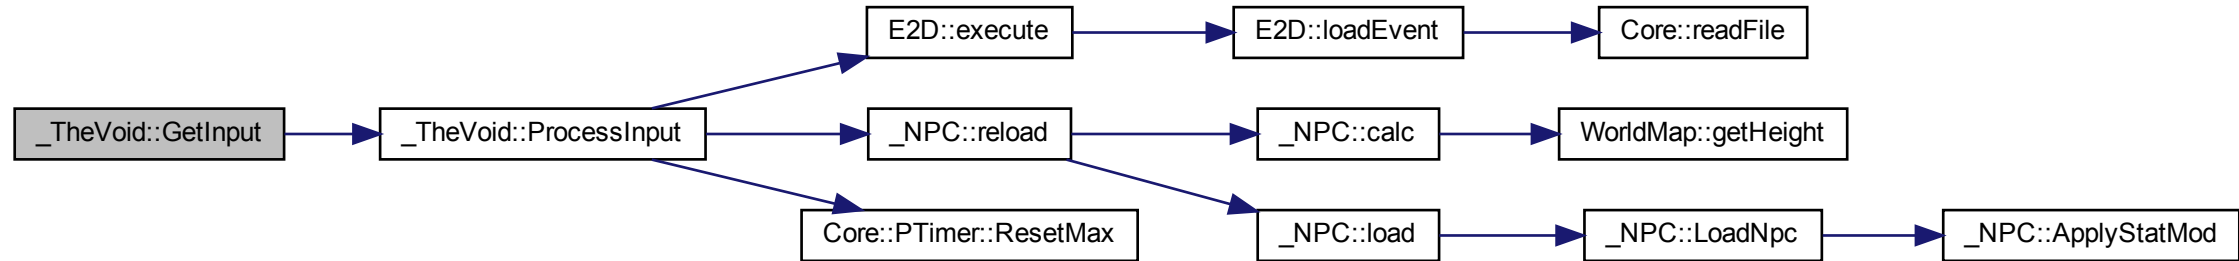 E2D::execute
E2D::loadEvent
Core::readFile
_TheVoid::GetInput
_TheVoid::ProcessInput
_NPC::reload
_NPC::calc
WorldMap::getHeight
Core::PTimer::ResetMax
_NPC::load
_NPC::LoadNpc
_NPC::ApplyStatMod